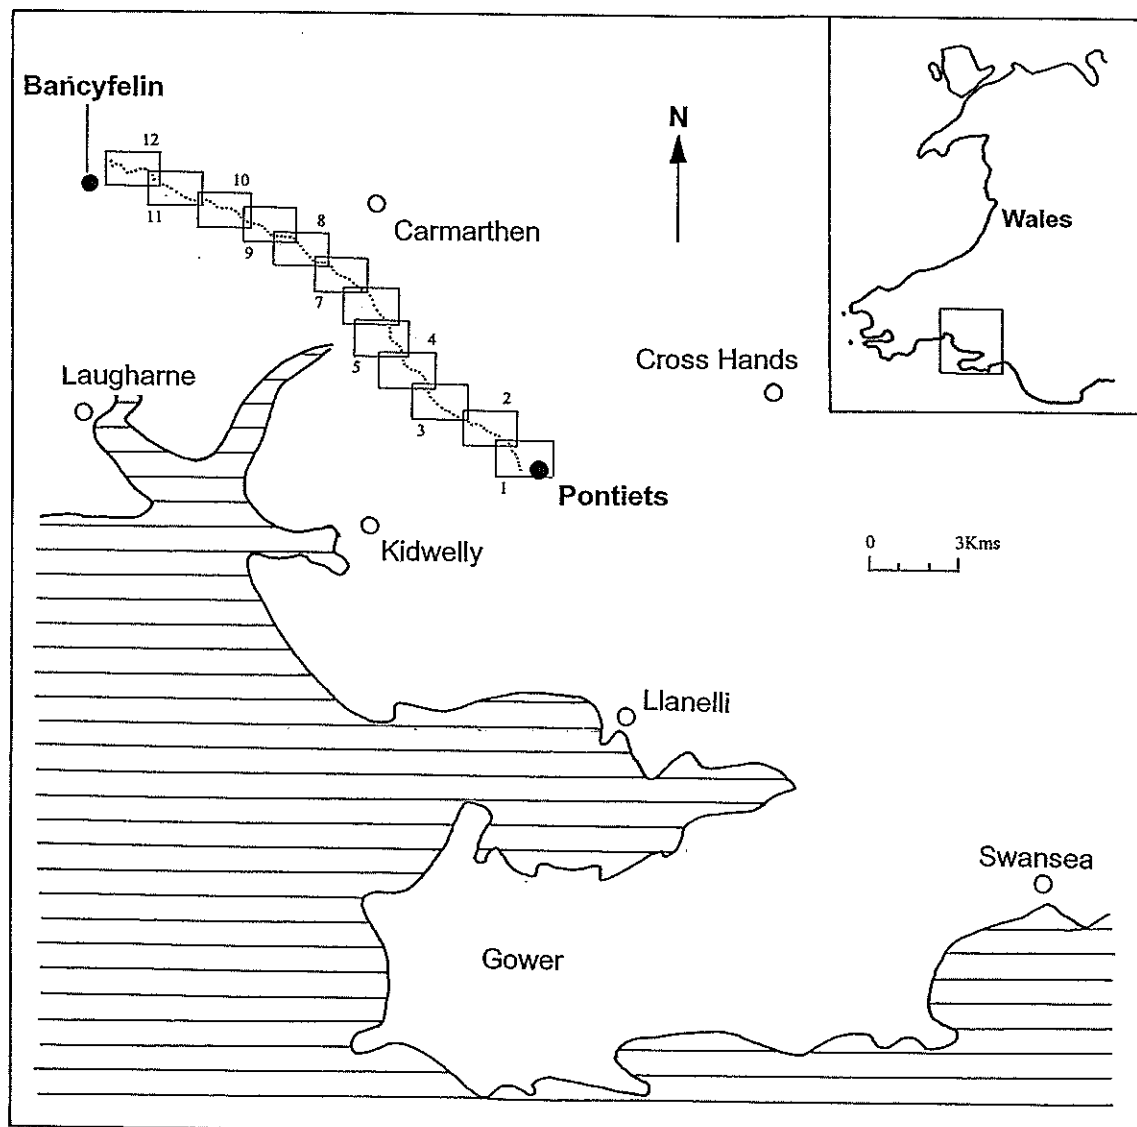 Bancyfelin
N
12
10
11
Carmarthen
8
9
Wales
7
4
5
Cross Hands
Laugharne
2
3
1
Pontiets
Kidwelly
0 3Kms
Llanelli
Swansea
Gower